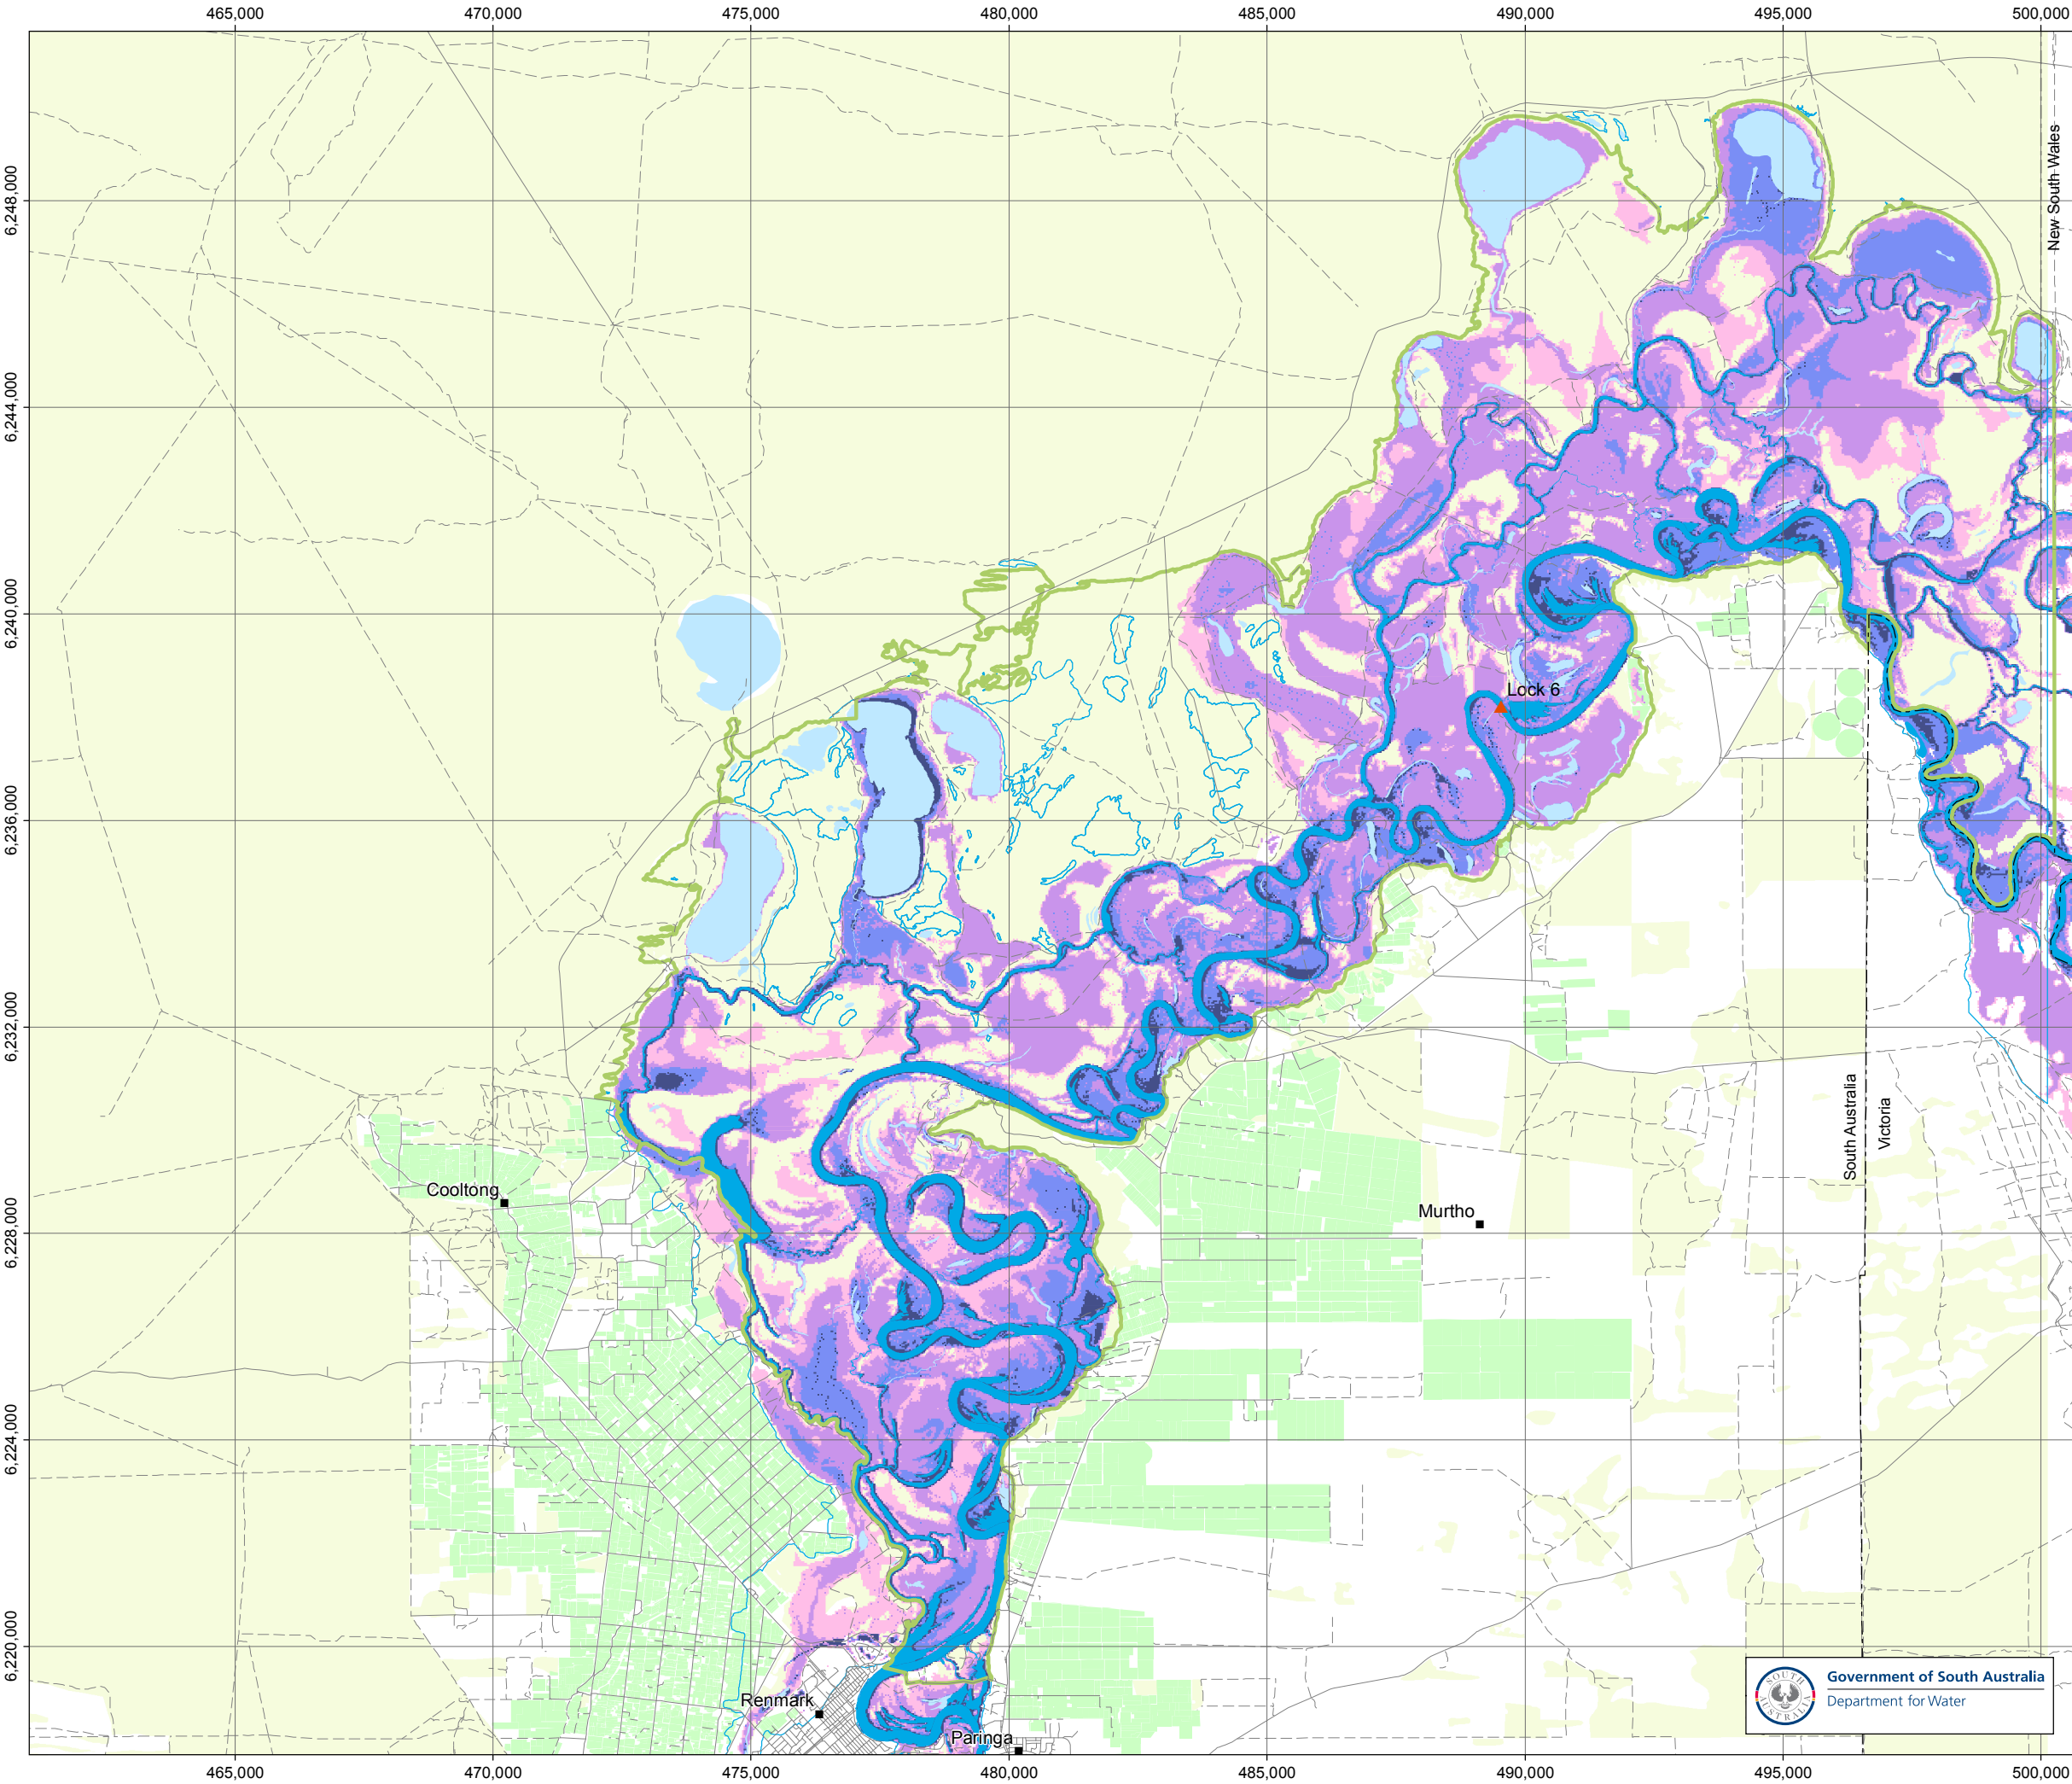 465,000 470,000 475,000 480,000 485,000 490,000 495,000 500,000
New South Wales
6,248,000
6,244,000
6,240,000
6,236,000
6,232,000
6,228,000
6,224,000
6,220,000
Lock 6
South Australia
Victoria
Cooltong
Murtho
Renmark
Paringa
SOUTH AUSTRALIA
Government of South Australia
Department for Water
465,000 470,000 475,000 480,000 485,000 490,000 495,000 500,000